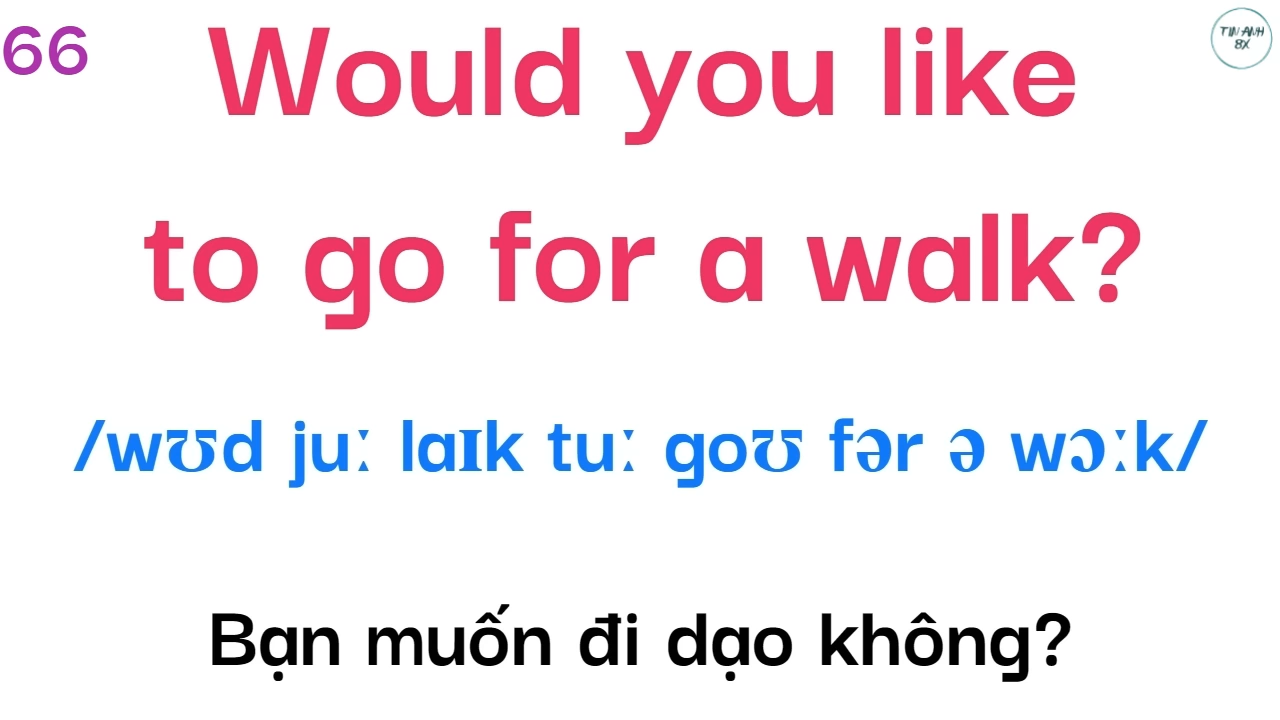 66
Would you like
TIN ANH
8X
to go for a walk?
/wʊd juː laɪk tuː goʊ fər ə wɔːk/
Bạn muốn đi dạo không?